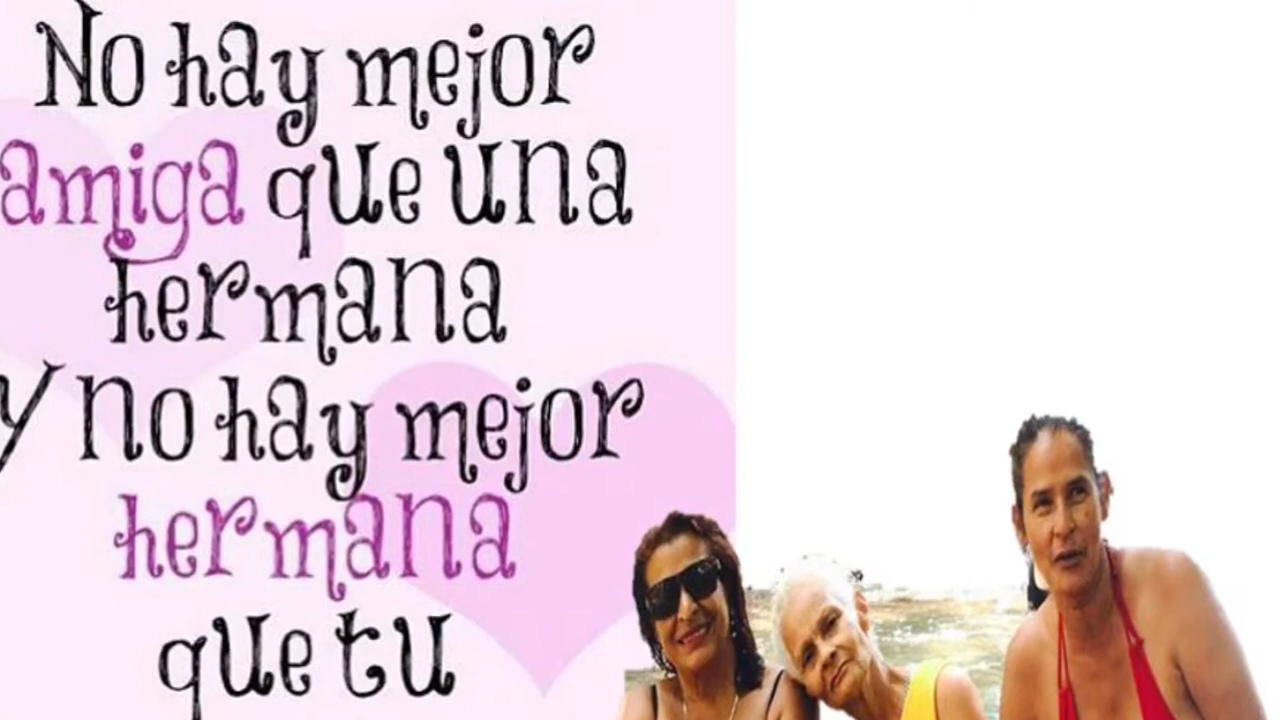 No hay mejor
amiga que una
hermana
y no hay mejor
hermana
que tu